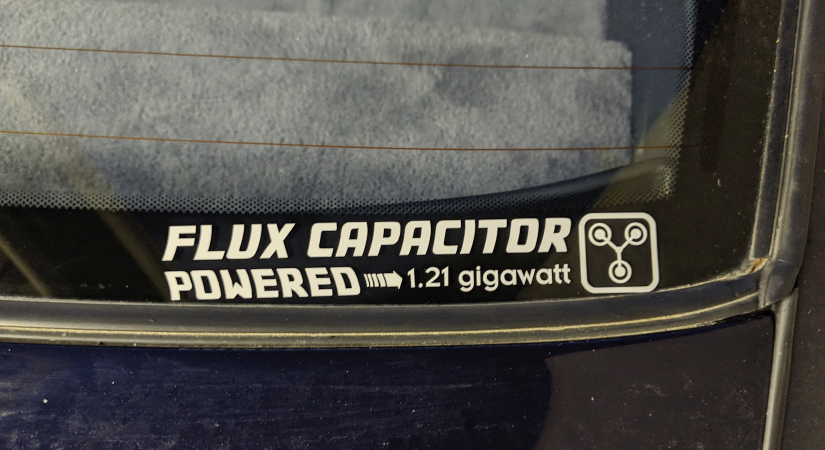 FLUX CAPACITOR
POWERED 1.21 gigawatt